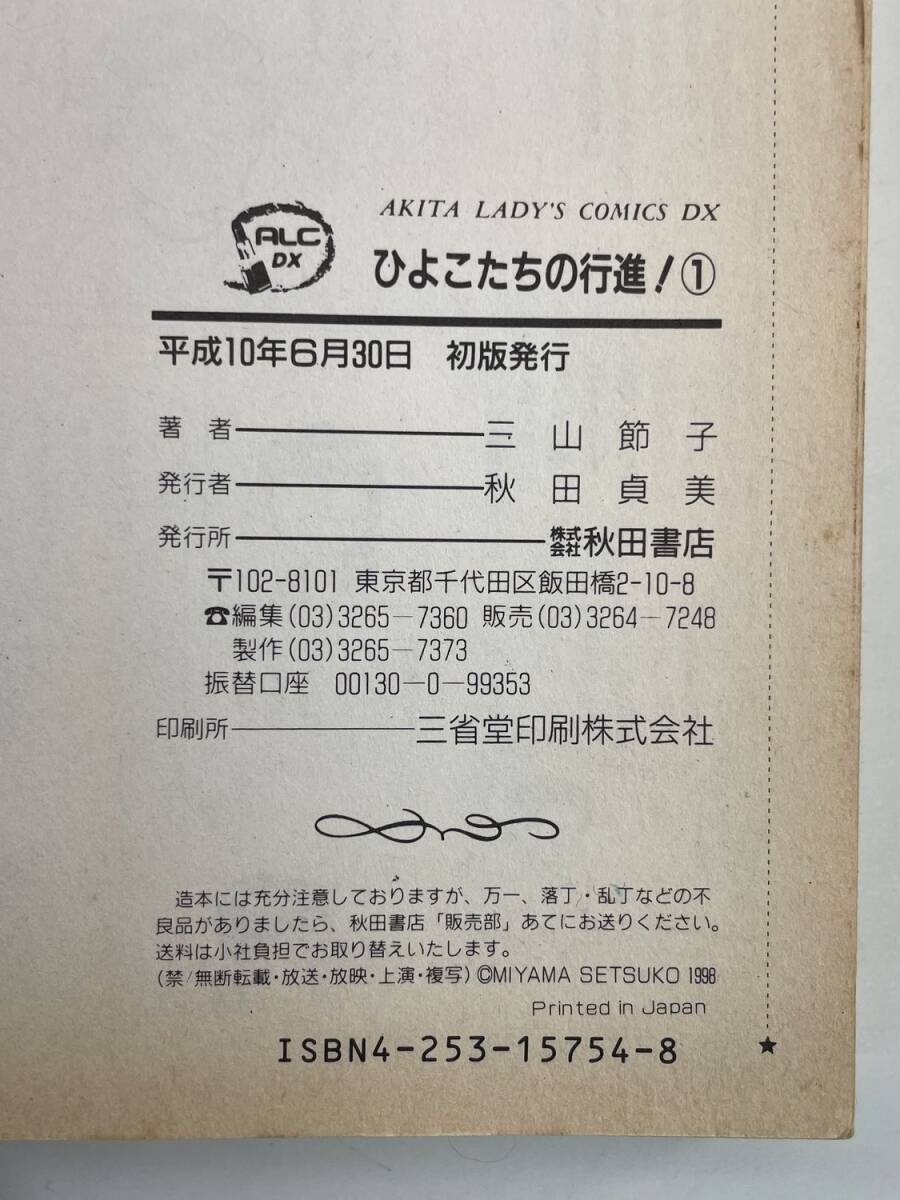 ALC
DX
AKITA LADY'S COMICS DX
ひよこたちの行進!①
平成10年6月30日 初版発行
著者 三山節子
発行者 秋田貞美
発行所 株式会社秋田書店
〒102-8101 東京都千代田区飯田橋2-10-8
☎編集(03)3265-7360 販売(03)3264-7248
製作(03)3265-7373
振替口座 00130-0-99353
印刷所 三省堂印刷株式会社
造本には充分注意しておりますが、万一、落丁・乱丁などの不
良品がありましたら、秋田書店「販売部」あてにお送りください。
送料は小社負担でお取り替えいたします。
(禁/無断転載・放送・放映・上演・複写)©MIYAMA SETSUKO 1998
Printed in Japan
ISBN4-253-15754-8 ★